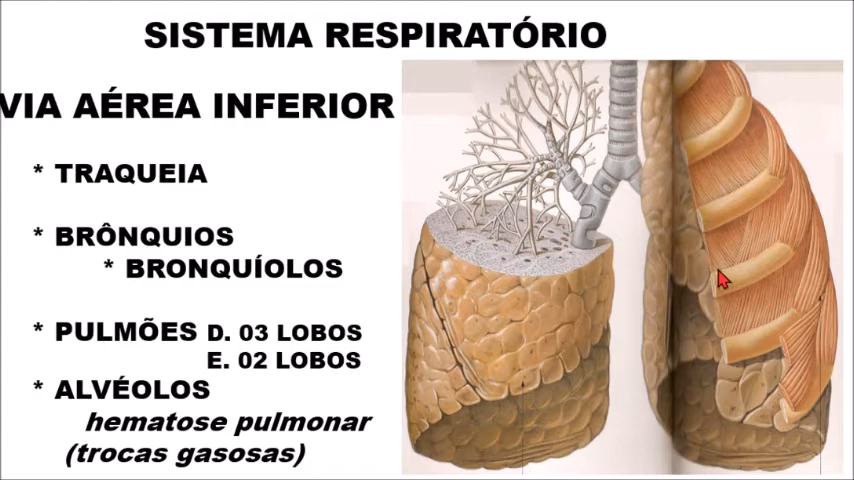 SISTEMA RESPIRATÓRIO
VIA AÉREA INFERIOR
* TRAQUEIA
* BRÔNQUIOS
* BRONQUÍOLOS
* PULMÕES D. 03 LOBOS
E. 02 LOBOS
* ALVÉOLOS
hematose pulmonar
(trocas gasosas)